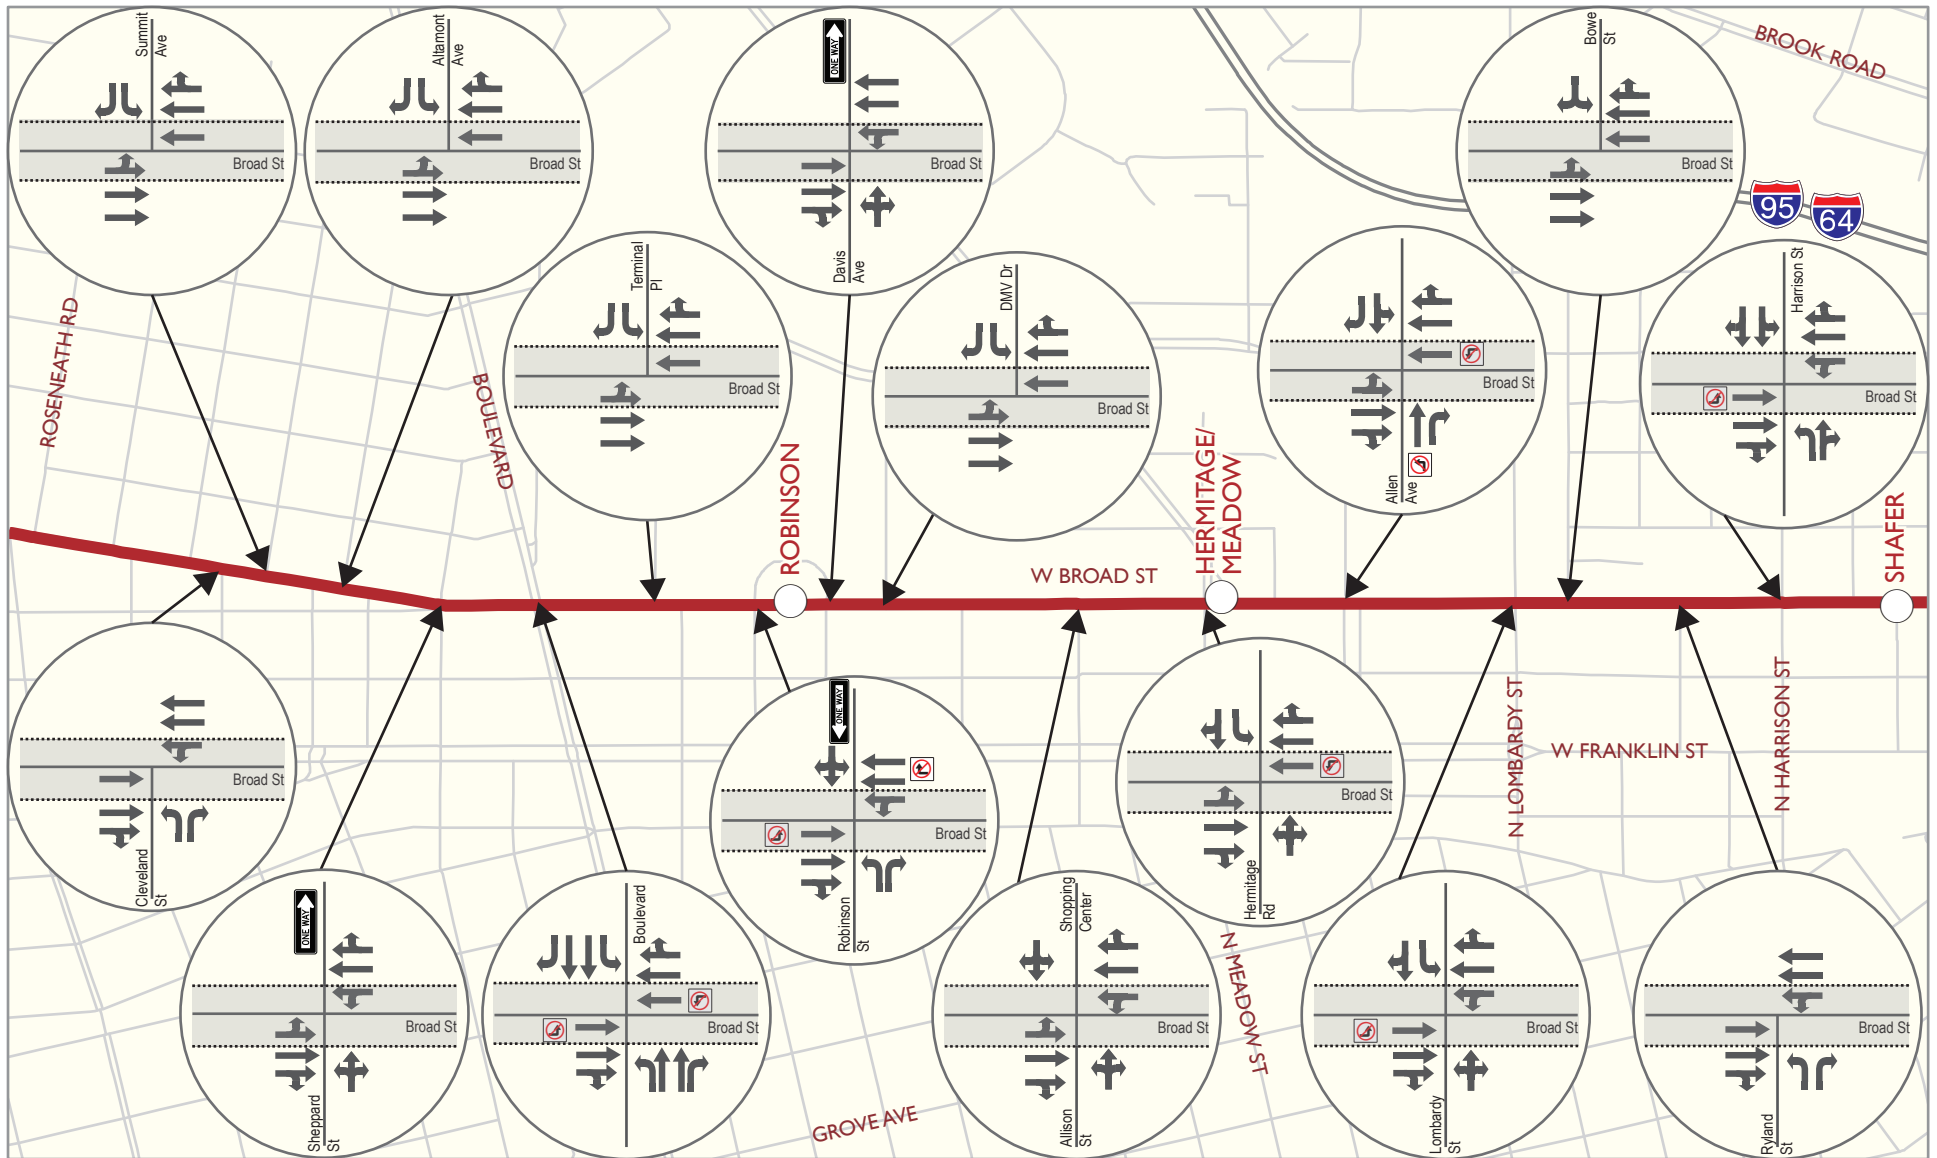 Summit
Ave
Broad St
Altamont
Ave
Broad St
ONE WAY
Broad St
Davis
Ave
Bowe
St
Broad St
BROOK ROAD
95
64
Terminal
Pl
Broad St
DMV Dr
Broad St
Broad St
Allen
Ave
Harrison St
Broad St
ROSENEATH RD
BOULEVARD
ROBINSON
HERMITAGE/
MEADOW
W BROAD ST
SHAFER
Broad St
Cleveland
St
ONE WAY
Broad St
Robinson
St
Broad St
Hermitage
Rd
N LOMBARDY ST
W FRANKLIN ST
N HARRISON ST
ONE WAY
Broad St
Sheppard
St
Boulevard
Broad St
Shopping
Center
Broad St
Allison
St
N MEADOW ST
Broad St
Lombardy
St
Broad St
Ryland
St
GROVE AVE